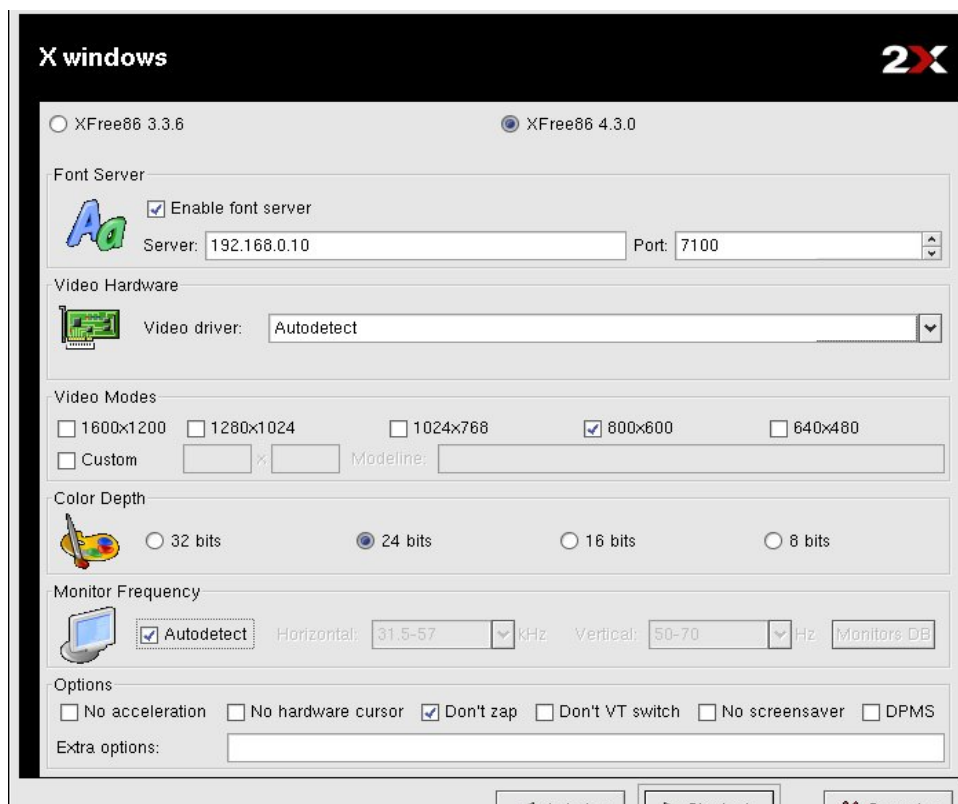 X windows
2X
XFree86 3.3.6 XFree86 4.3.0
Font Server
Aa
Enable font server
Server: 192.168.0.10 Port: 7100
Video Hardware
Video driver: Autodetect
Video Modes
1600x1200 1280x1024 1024x768 800x600 640x480
Custom x Modeline:
Color Depth
32 bits 24 bits 16 bits 8 bits
Monitor Frequency
Autodetect Horizontal: 31.5-57 kHz Vertical: 50-70 Hz Monitors DB
Options
No acceleration No hardware cursor Don't zap Don't VT switch No screensaver DPMS
Extra options: